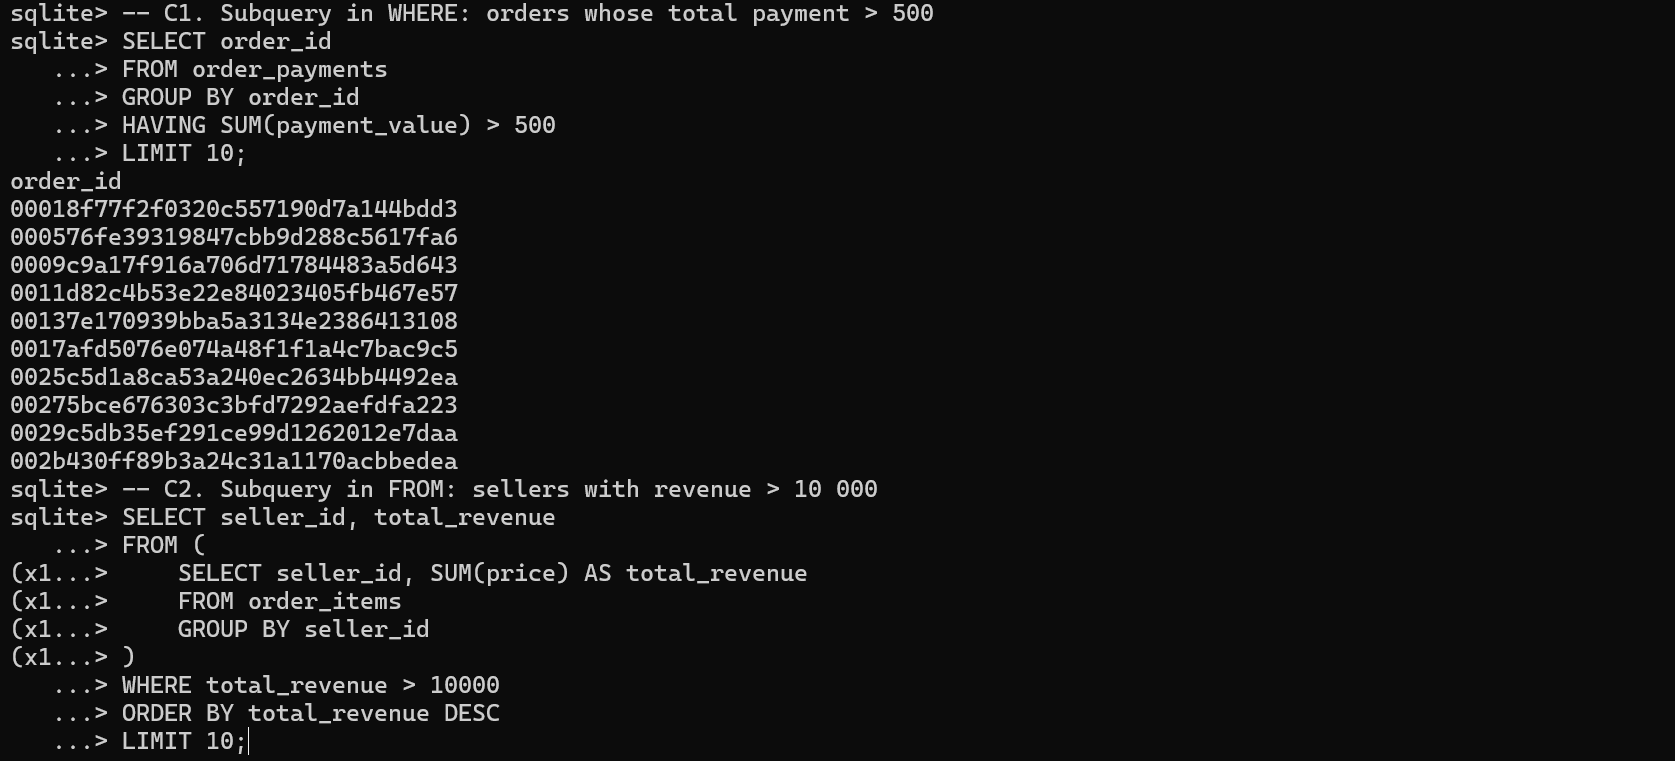 sqlite> -- C1. Subquery in WHERE: orders whose total payment > 500
sqlite> SELECT order_id
   ...> FROM order_payments
   ...> GROUP BY order_id
   ...> HAVING SUM(payment_value) > 500
   ...> LIMIT 10;
order_id
00018f77f2f0320c557190d7a144bdd3
000576fe39319847cbb9d288c5617fa6
0009c9a17f916a706d71784483a5d643
0011d82c4b53e22e84023405fb467e57
00137e170939bba5a3134e2386413108
0017afd5076e074a48f1f1a4c7bac9c5
0025c5d1a8ca53a240ec2634bb4492ea
00275bce676303c3bfd7292aefdfa223
0029c5db35ef291ce99d1262012e7daa
002b430ff89b3a24c31a1170acbbedea
sqlite> -- C2. Subquery in FROM: sellers with revenue > 10 000
sqlite> SELECT seller_id, total_revenue
   ...> FROM (
(x1...>     SELECT seller_id, SUM(price) AS total_revenue
(x1...>     FROM order_items
(x1...>     GROUP BY seller_id
(x1...> )
   ...> WHERE total_revenue > 10000
   ...> ORDER BY total_revenue DESC
   ...> LIMIT 10;